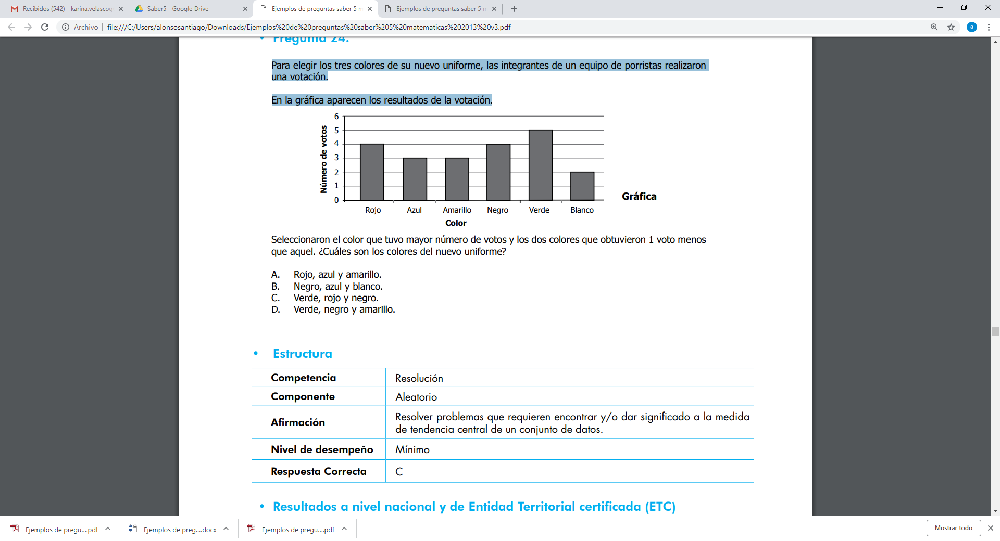 Recibidos (542) - karina.velascog
Saber5 - Google Drive
Ejemplos de preguntas saber 5 m
Ejemplos de preguntas saber 5 m
Archivo
file:///C:/Users/alonsosantiago/Downloads/Ejemplos%20de%20preguntas%20saber%205%20matematicas%202013%20v3.pdf
a
• Pregunta 24.
Para elegir los tres colores de su nuevo uniforme, las integrantes de un equipo de porristas realizaron
una votación.
En la gráfica aparecen los resultados de la votación.
Número de votos
6
5
4
3
2
1
0
Rojo Azul Amarillo Negro Verde Blanco
Color
Gráfica
Seleccionaron el color que tuvo mayor número de votos y los dos colores que obtuvieron 1 voto menos
que aquel. ¿Cuáles son los colores del nuevo uniforme?
A. Rojo, azul y amarillo.
B. Negro, azul y blanco.
C. Verde, rojo y negro.
D. Verde, negro y amarillo.
• Estructura
Competencia Resolución
Componente Aleatorio
Afirmación Resolver problemas que requieren encontrar y/o dar significado a la medida
de tendencia central de un conjunto de datos.
Nivel de desempeño Mínimo
Respuesta Correcta C
• Resultados a nivel nacional y de Entidad Territorial certificada (ETC)
Ejemplos de pregu....pdf
Ejemplos de preg....docx
Ejemplos de pregu....pdf
Mostrar todo